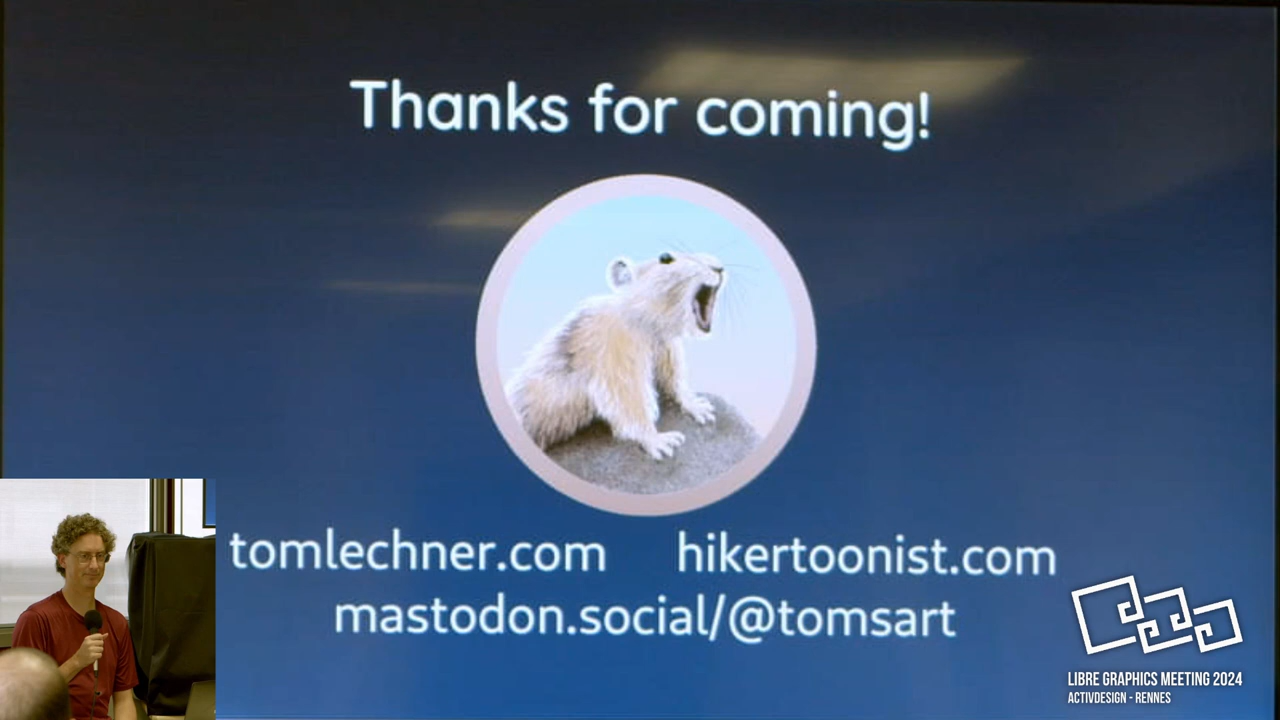 Thanks for coming!
tomlechner.com hikertoonist.com
mastodon.social/@tomsart
LIBRE GRAPHICS MEETING 2024
ACTIVDESIGN - RENNES